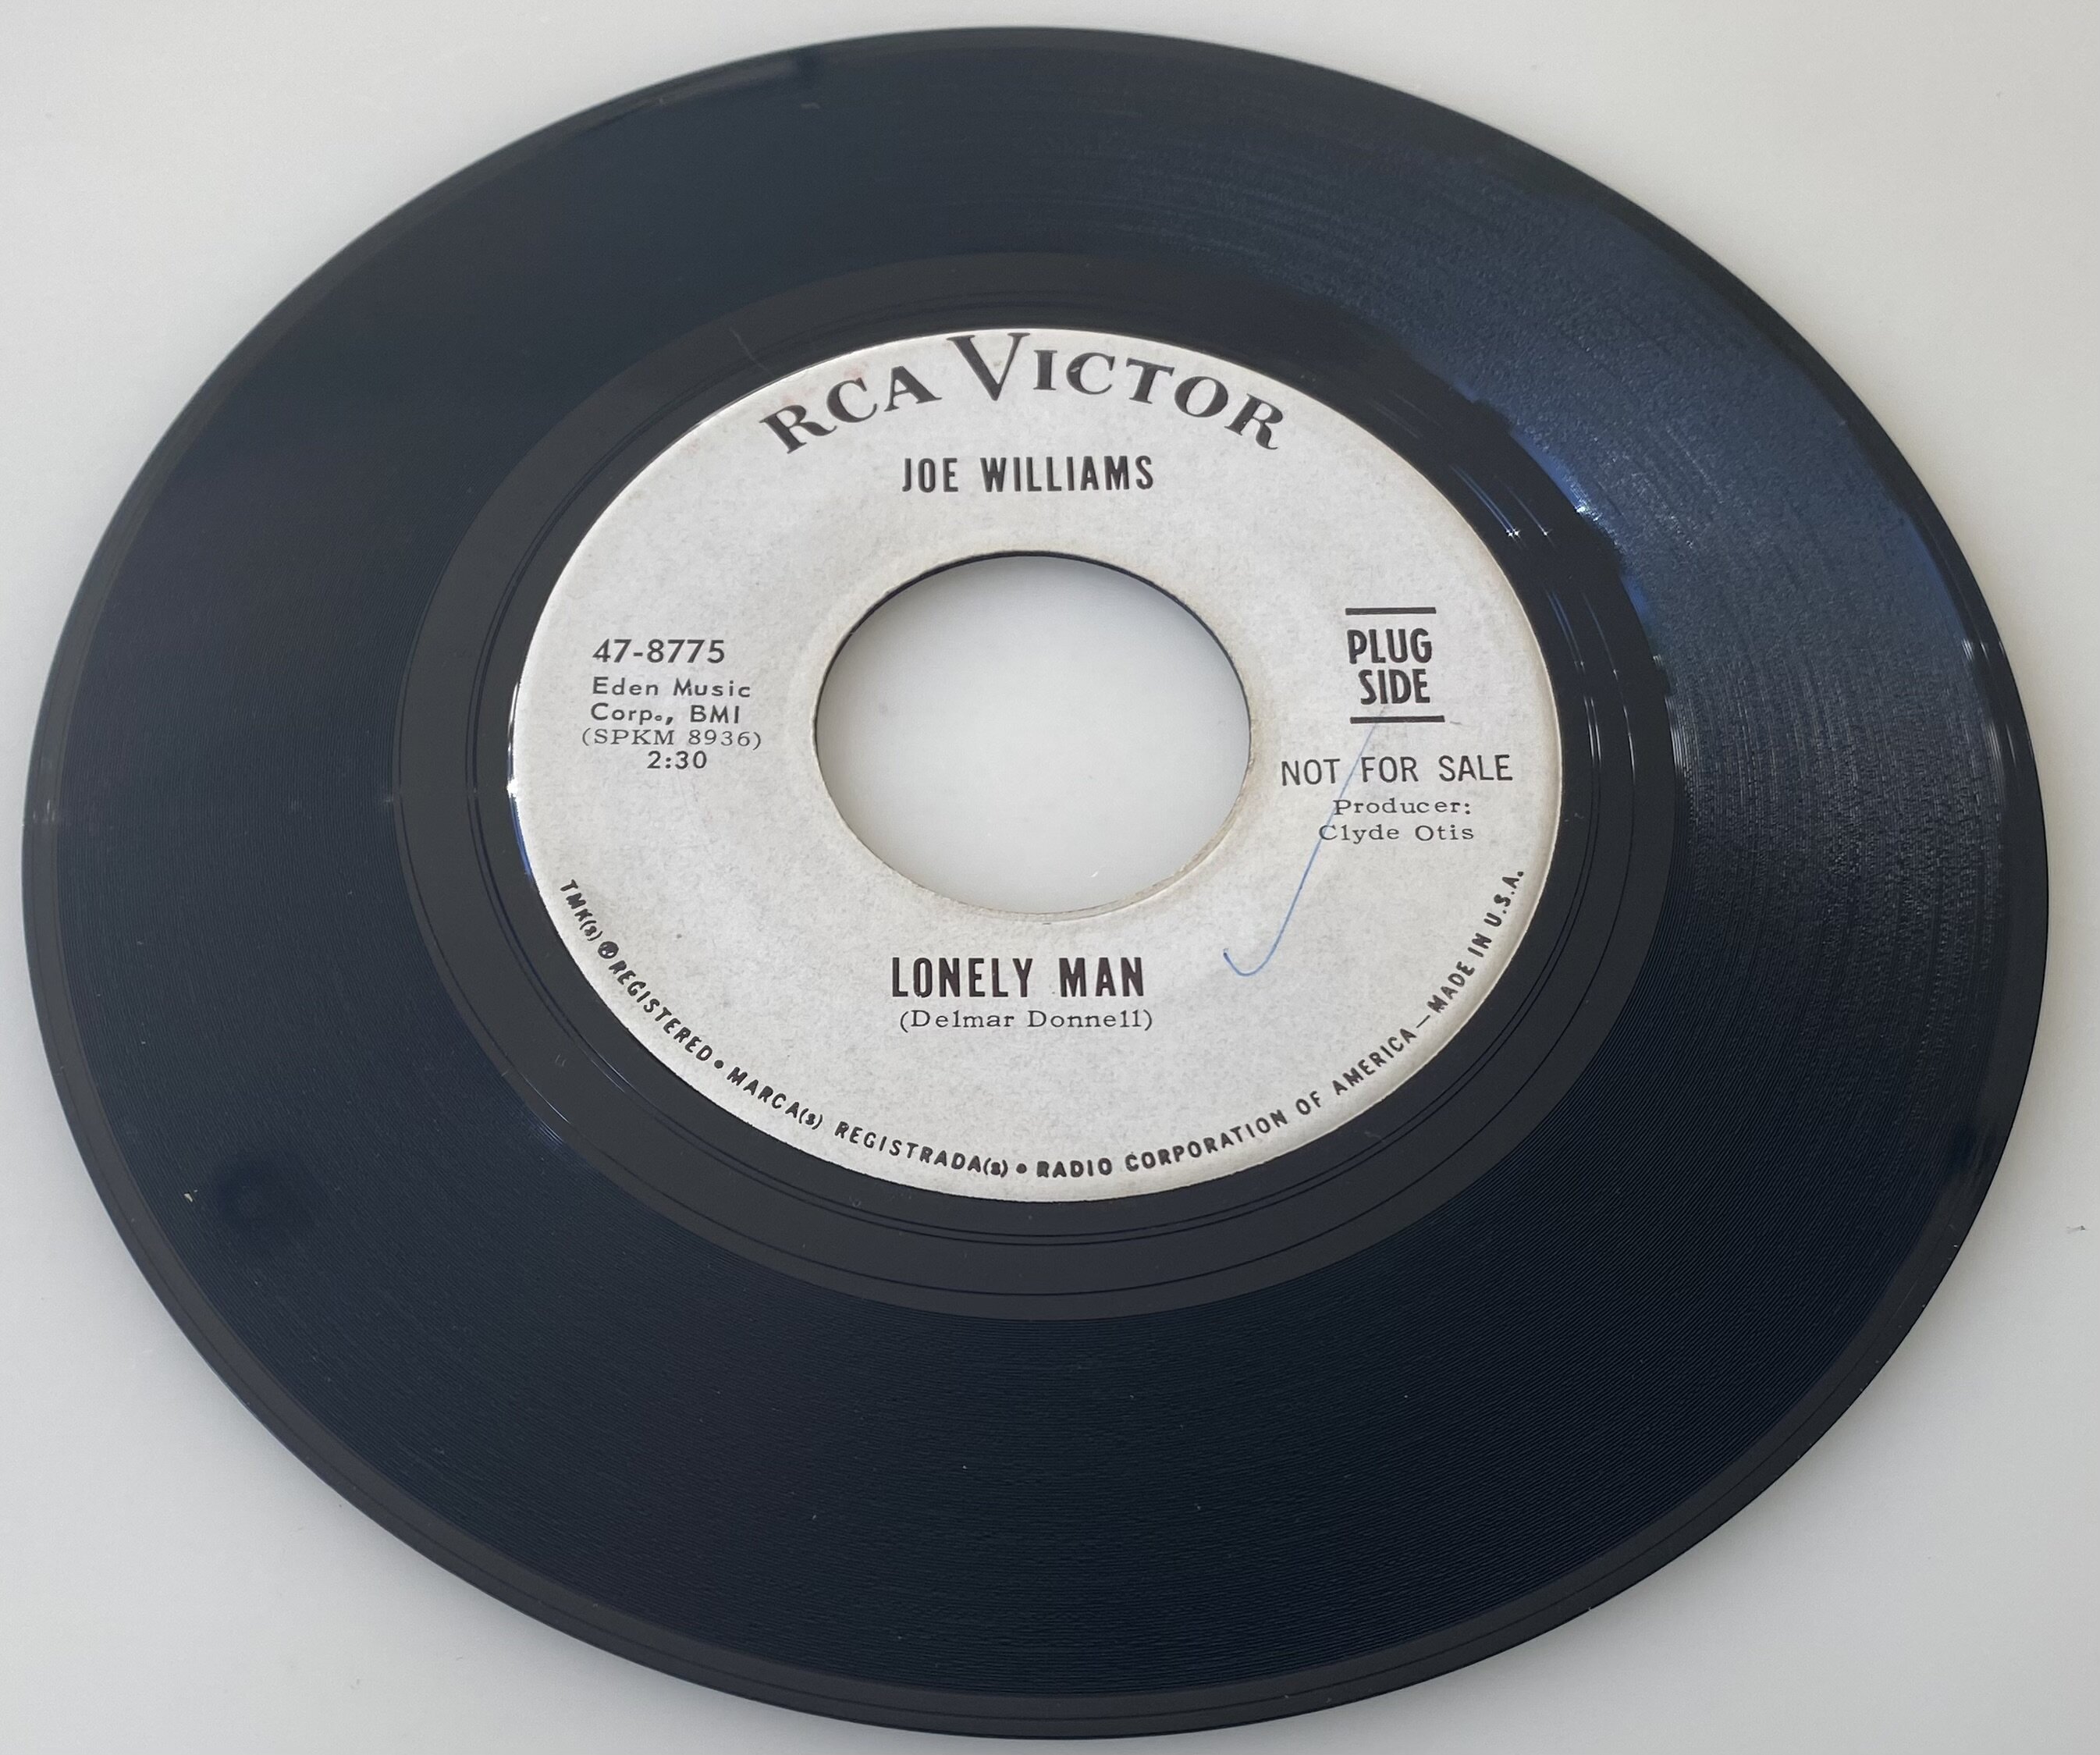 RCA VICTOR
JOE WILLIAMS
47-8775
Eden Music
Corp., BMI
(SPKM 8936)
2:30
PLUG
SIDE
NOT FOR SALE
Producer:
Clyde Otis
LONELY MAN
(Delmar Donnell)
TMK(s) ® REGISTERED • MARCA(s) REGISTRADA(s) • RADIO CORPORATION OF AMERICA — MADE IN U.S.A.